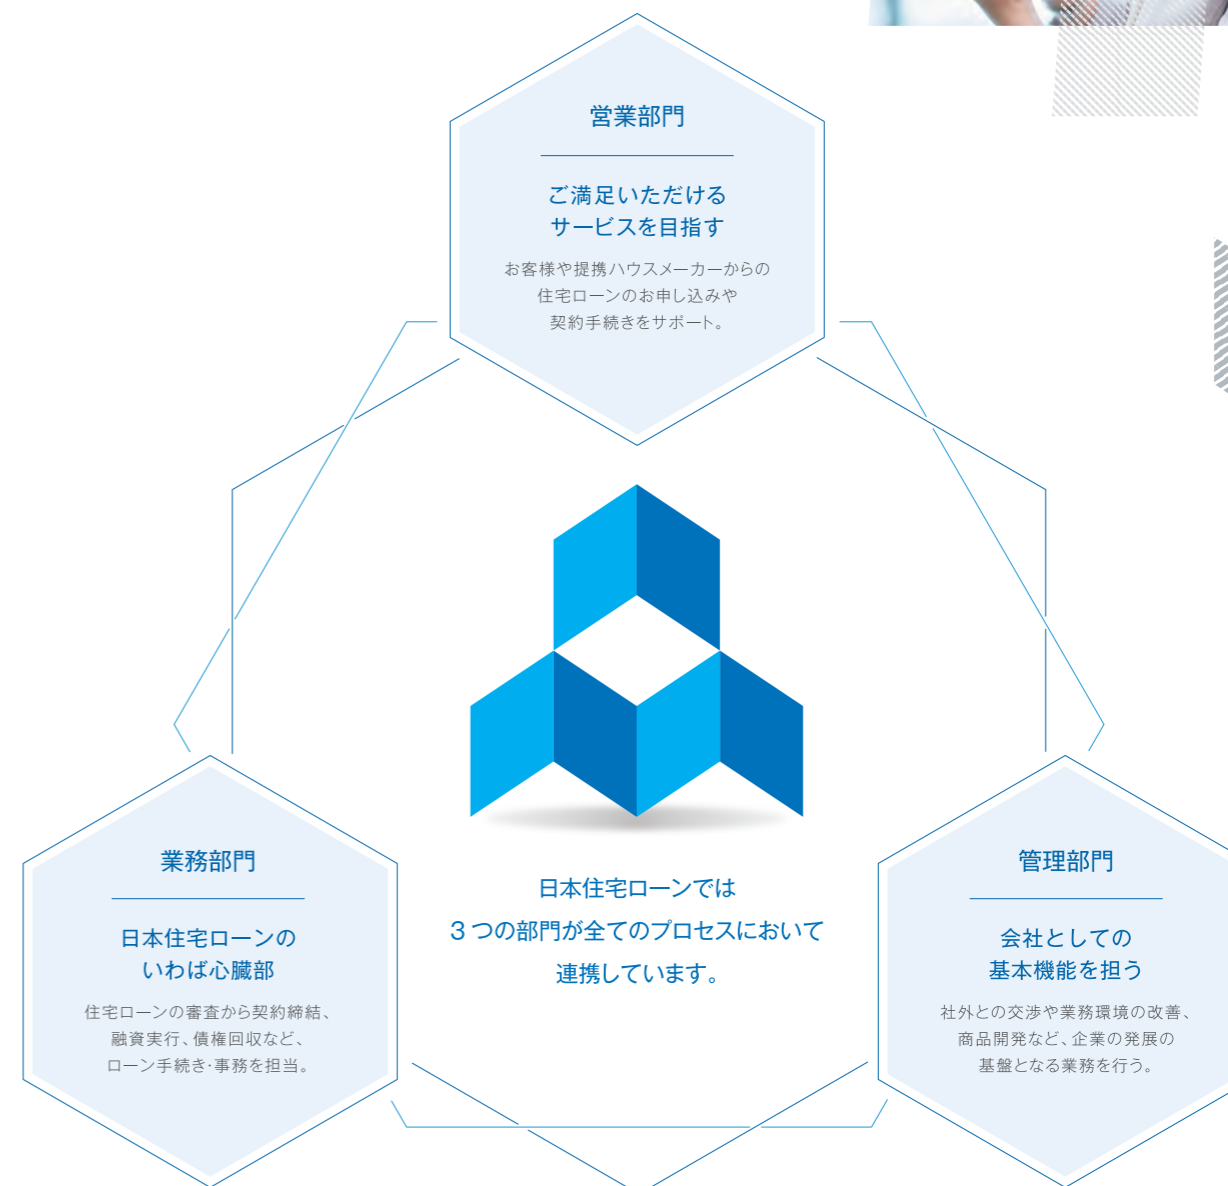 営業部門
ご満足いただける
サービスを目指す
お客様や提携ハウスメーカーからの
住宅ローンのお申し込みや
契約手続きをサポート。
業務部門
日本住宅ローンの
いわば心臓部
住宅ローンの審査から契約締結、
融資実行、債権回収など、
ローン手続き・事務を担当。
日本住宅ローンでは
3つの部門が全てのプロセスにおいて
連携しています。
管理部門
会社としての
基本機能を担う
社外との交渉や業務環境の改善、
商品開発など、企業の発展の
基盤となる業務を行う。